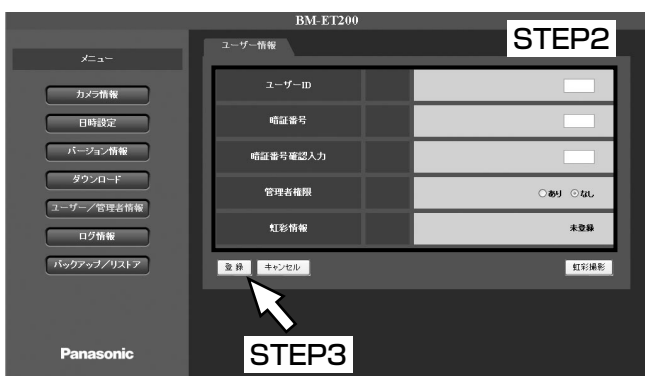 BM-ET200
メニュー
カメラ情報
日時設定
バージョン情報
ダウンロード
ユーザー／管理者情報
ログ情報
バックアップ／リストア
Panasonic
ユーザー情報
STEP2
ユーザーID
暗証番号
暗証番号確認入力
管理者権限 あり なし
虹彩情報 未登録
登録 キャンセル 虹彩撮影
STEP3